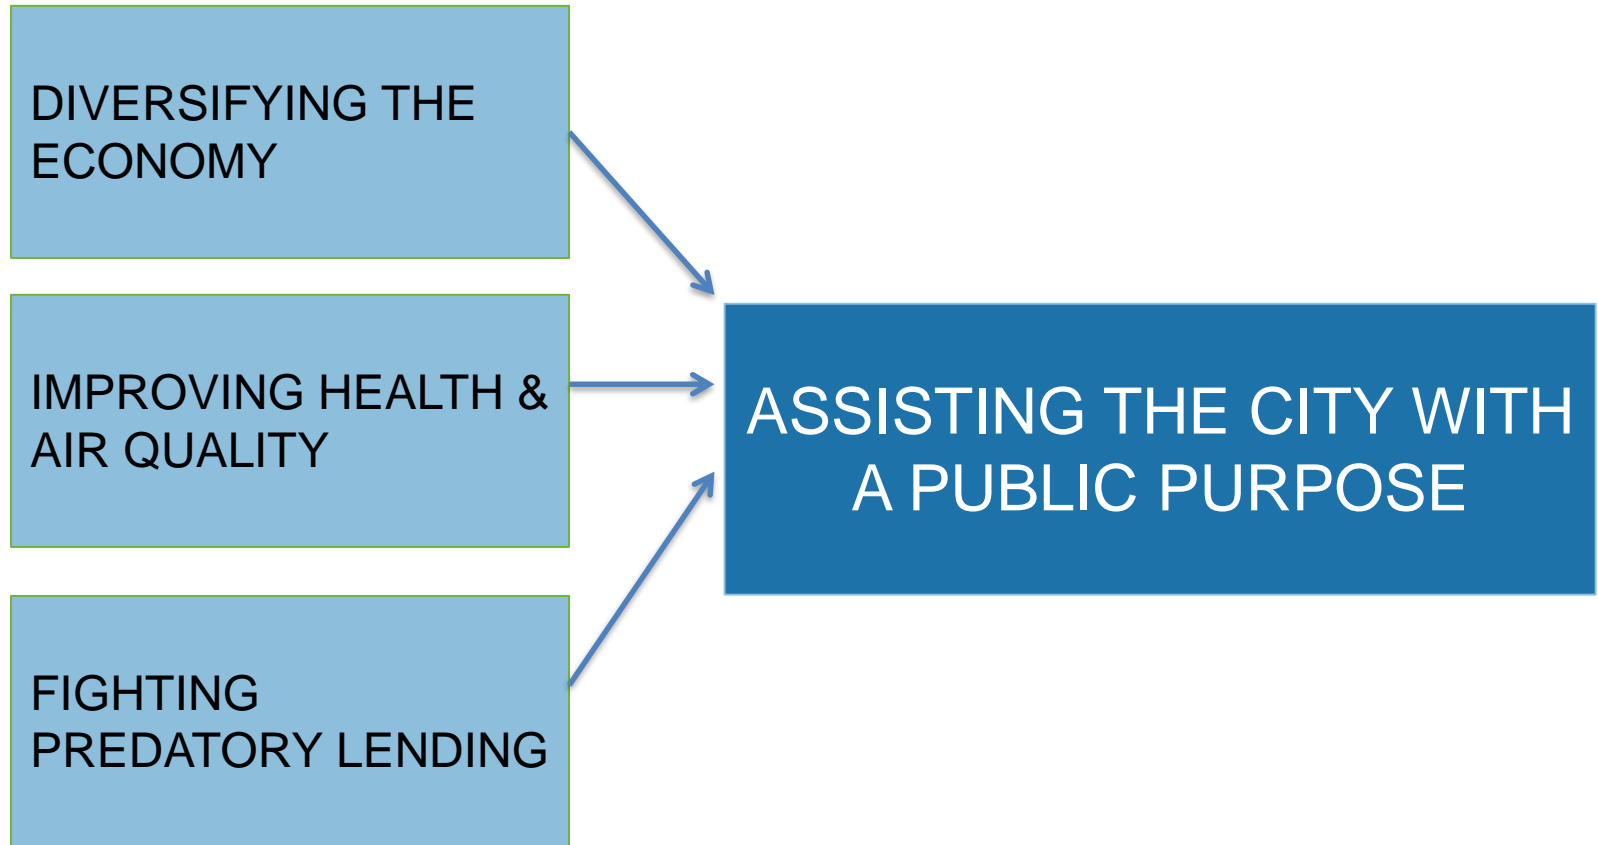 DIVERSIFYING THE
ECONOMY
IMPROVING HEALTH &
AIR QUALITY
FIGHTING
PREDATORY LENDING
ASSISTING THE CITY WITH
A PUBLIC PURPOSE